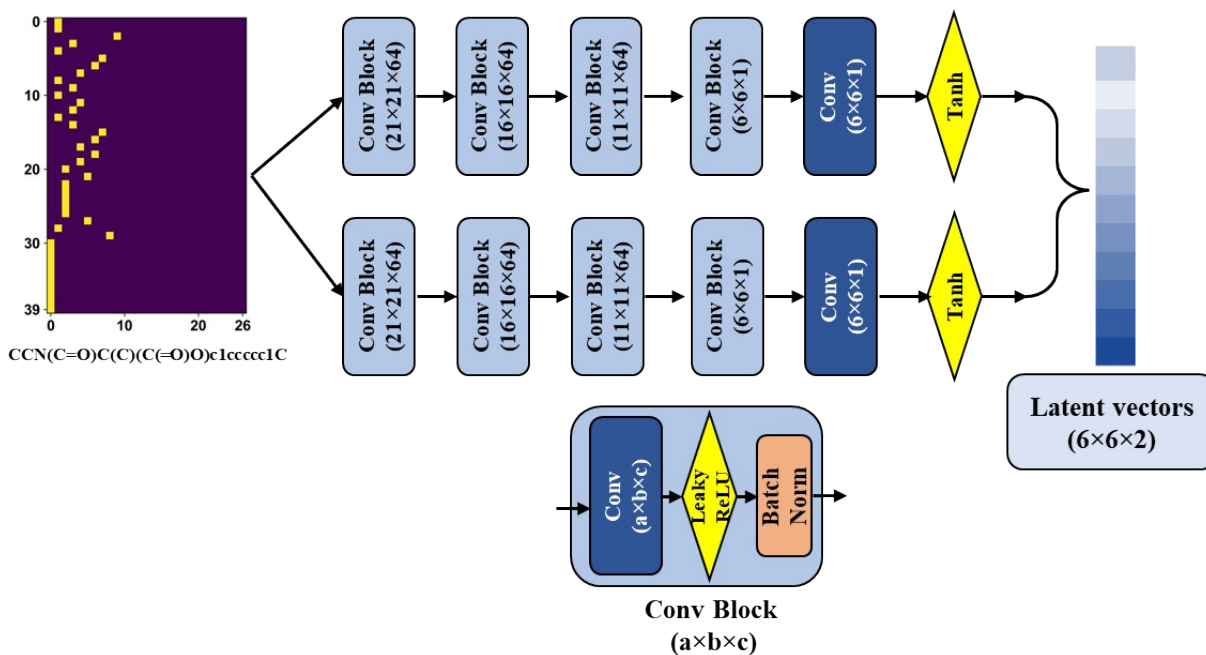 0
10
20
30
39
0
10
20
26
CCN(C=O)C(C)(C(=O)O)c1ccccc1C
Conv Block
(21×21×64)
Conv Block
(16×16×64)
Conv Block
(11×11×64)
Conv Block
(6×6×1)
Conv
(6×6×1)
Tanh
Conv Block
(21×21×64)
Conv Block
(16×16×64)
Conv Block
(11×11×64)
Conv Block
(6×6×1)
Conv
(6×6×1)
Tanh
Latent vectors
(6×6×2)
Conv
(a×b×c)
Leaky
ReLU
Batch
Norm
Conv Block
(a×b×c)